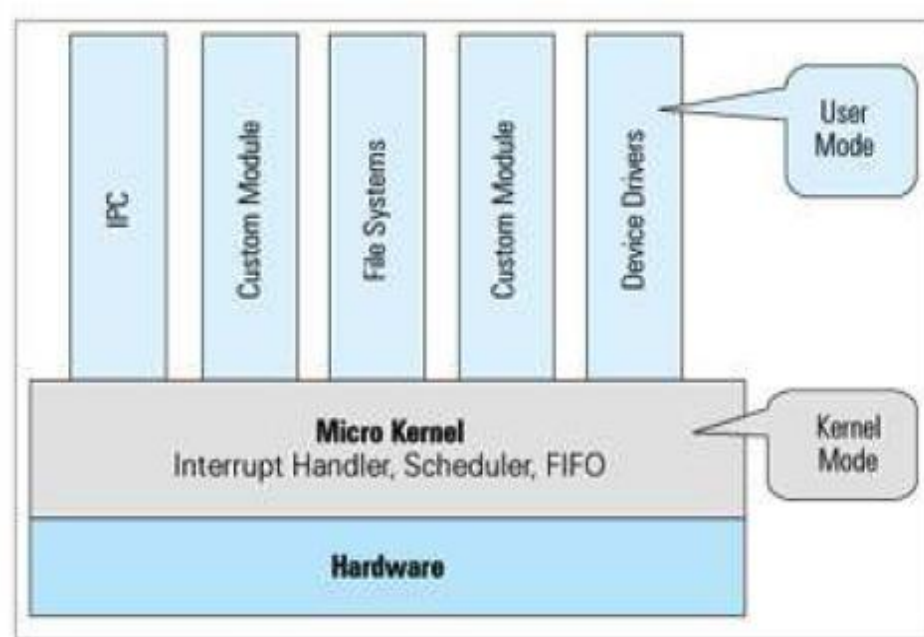 IPC
Custom Module
File Systems
Custom Module
Device Drivers
User
Mode
Micro Kernel
Interrupt Handler, Scheduler, FIFO
Kernel
Mode
Hardware